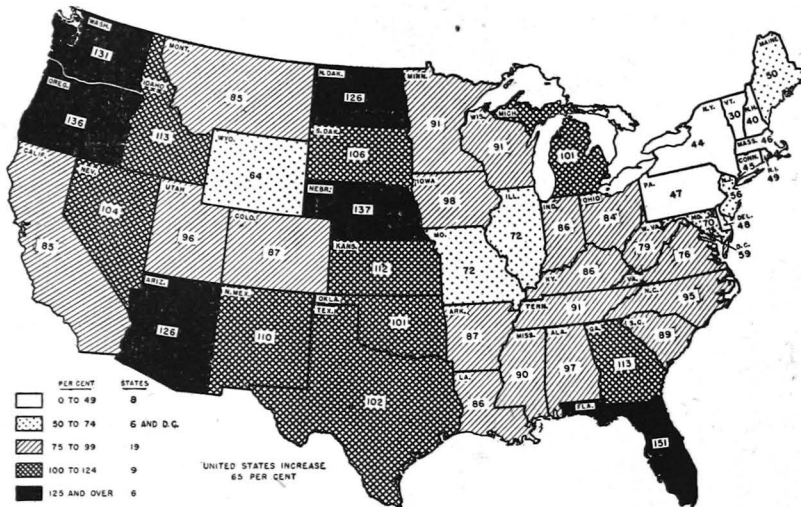 WASH.
131
MONT.
85
IDAHO
113
OREG.
136
N. DAK.
126
MINN.
91
S. DAK.
106
WIS.
91
MICH.
101
MAINE
50
VT.
30
N.H.
40
N.Y.
44
MASS. 46
CONN.
45
R.I.
49
WYO.
64
NEBR.
137
IOWA
98
PA.
47
56
CALIF.
85
NEV.
104
UTAH
96
COLO.
87
KANS.
112
MO.
72
ILL.
72
IND.
86
OHIO
84
W. VA.
79
MD.
70
DEL.
48
D.C.
59
VA.
76
KY.
86
ARIZ.
126
N. MEX.
110
OKLA.
101
TEX.
102
ARK.
87
TENN.
91
N.C.
95
S.C.
89
MISS.
90
ALA.
97
GA.
113
LA.
86
FLA.
151
PER CENT STATES
0 TO 49 8
50 TO 74 6 AND D.C.
75 TO 99 19
100 TO 124 9
125 AND OVER 6
UNITED STATES INCREASE
65 PER CENT